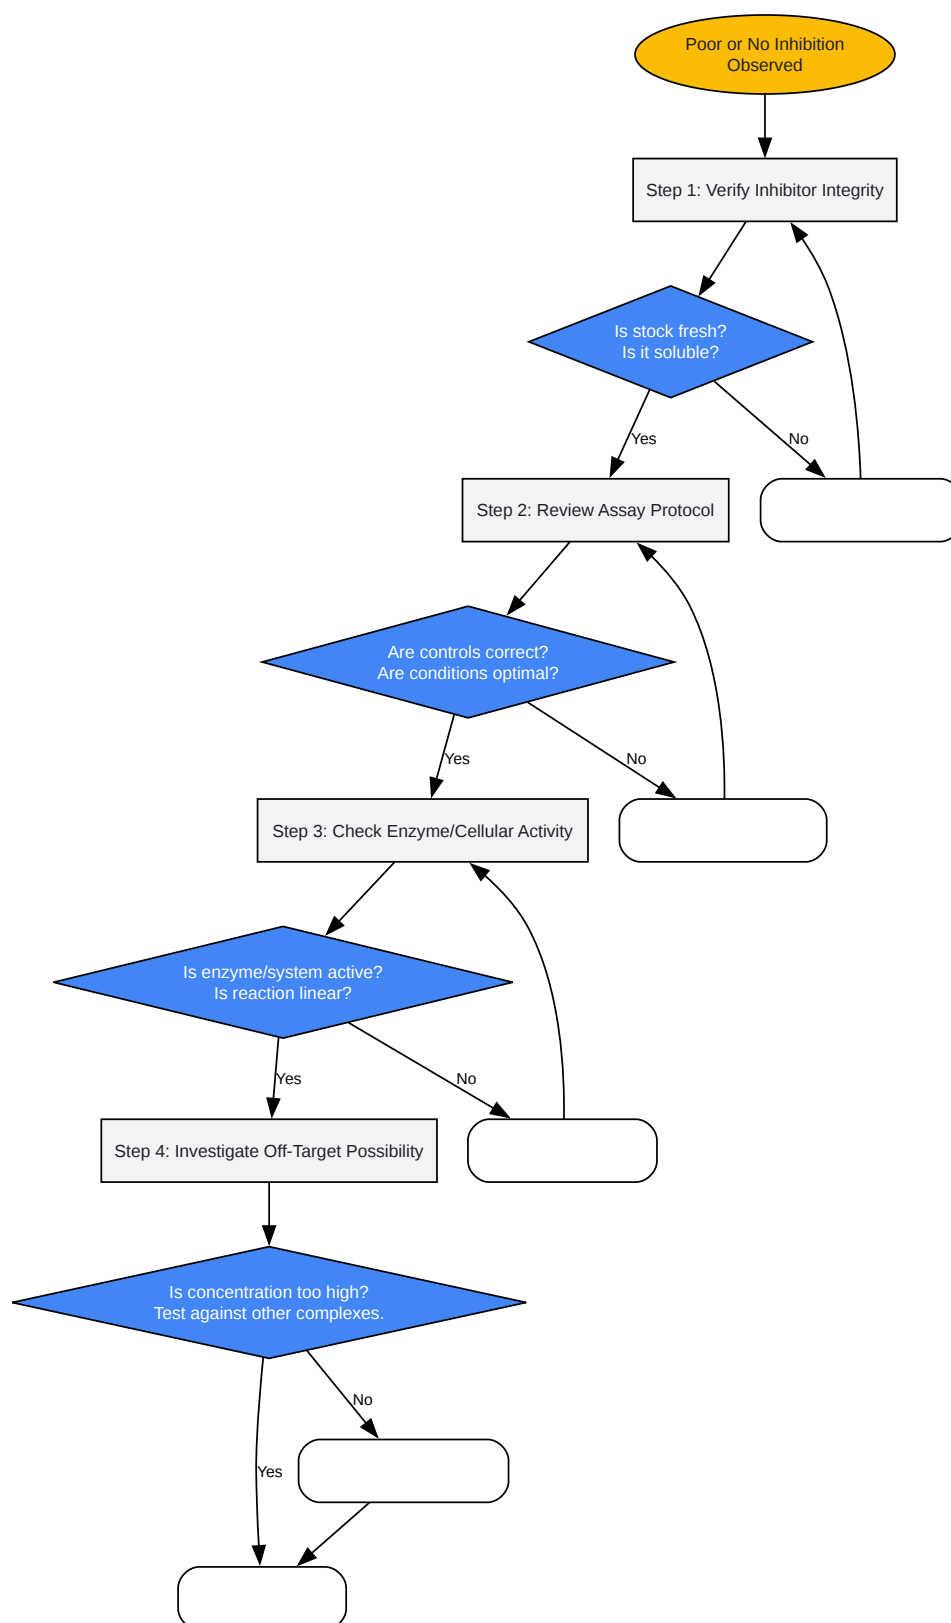 Poor or No Inhibition
Observed
Step 1: Verify Inhibitor Integrity
Is stock fresh?
Is it soluble?
Yes
No
Step 2: Review Assay Protocol
Are controls correct?
Are conditions optimal?
Yes
No
Step 3: Check Enzyme/Cellular Activity
Is enzyme/system active?
Is reaction linear?
Yes
No
Step 4: Investigate Off-Target Possibility
Is concentration too high?
Test against other complexes.
No
Yes